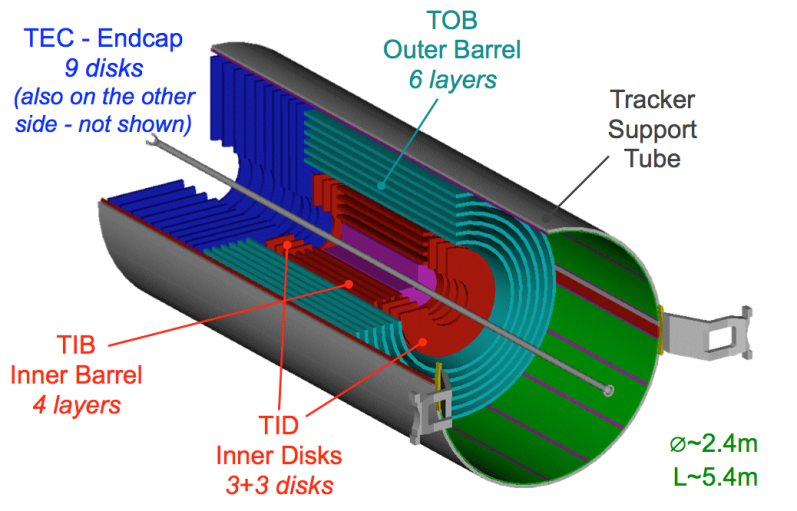 TEC - Endcap
9 disks
(also on the other
side - not shown)
TOB
Outer Barrel
6 layers
Tracker
Support
Tube
TIB
Inner Barrel
4 layers
TID
Inner Disks
3+3 disks
⌀~2.4m
L~5.4m